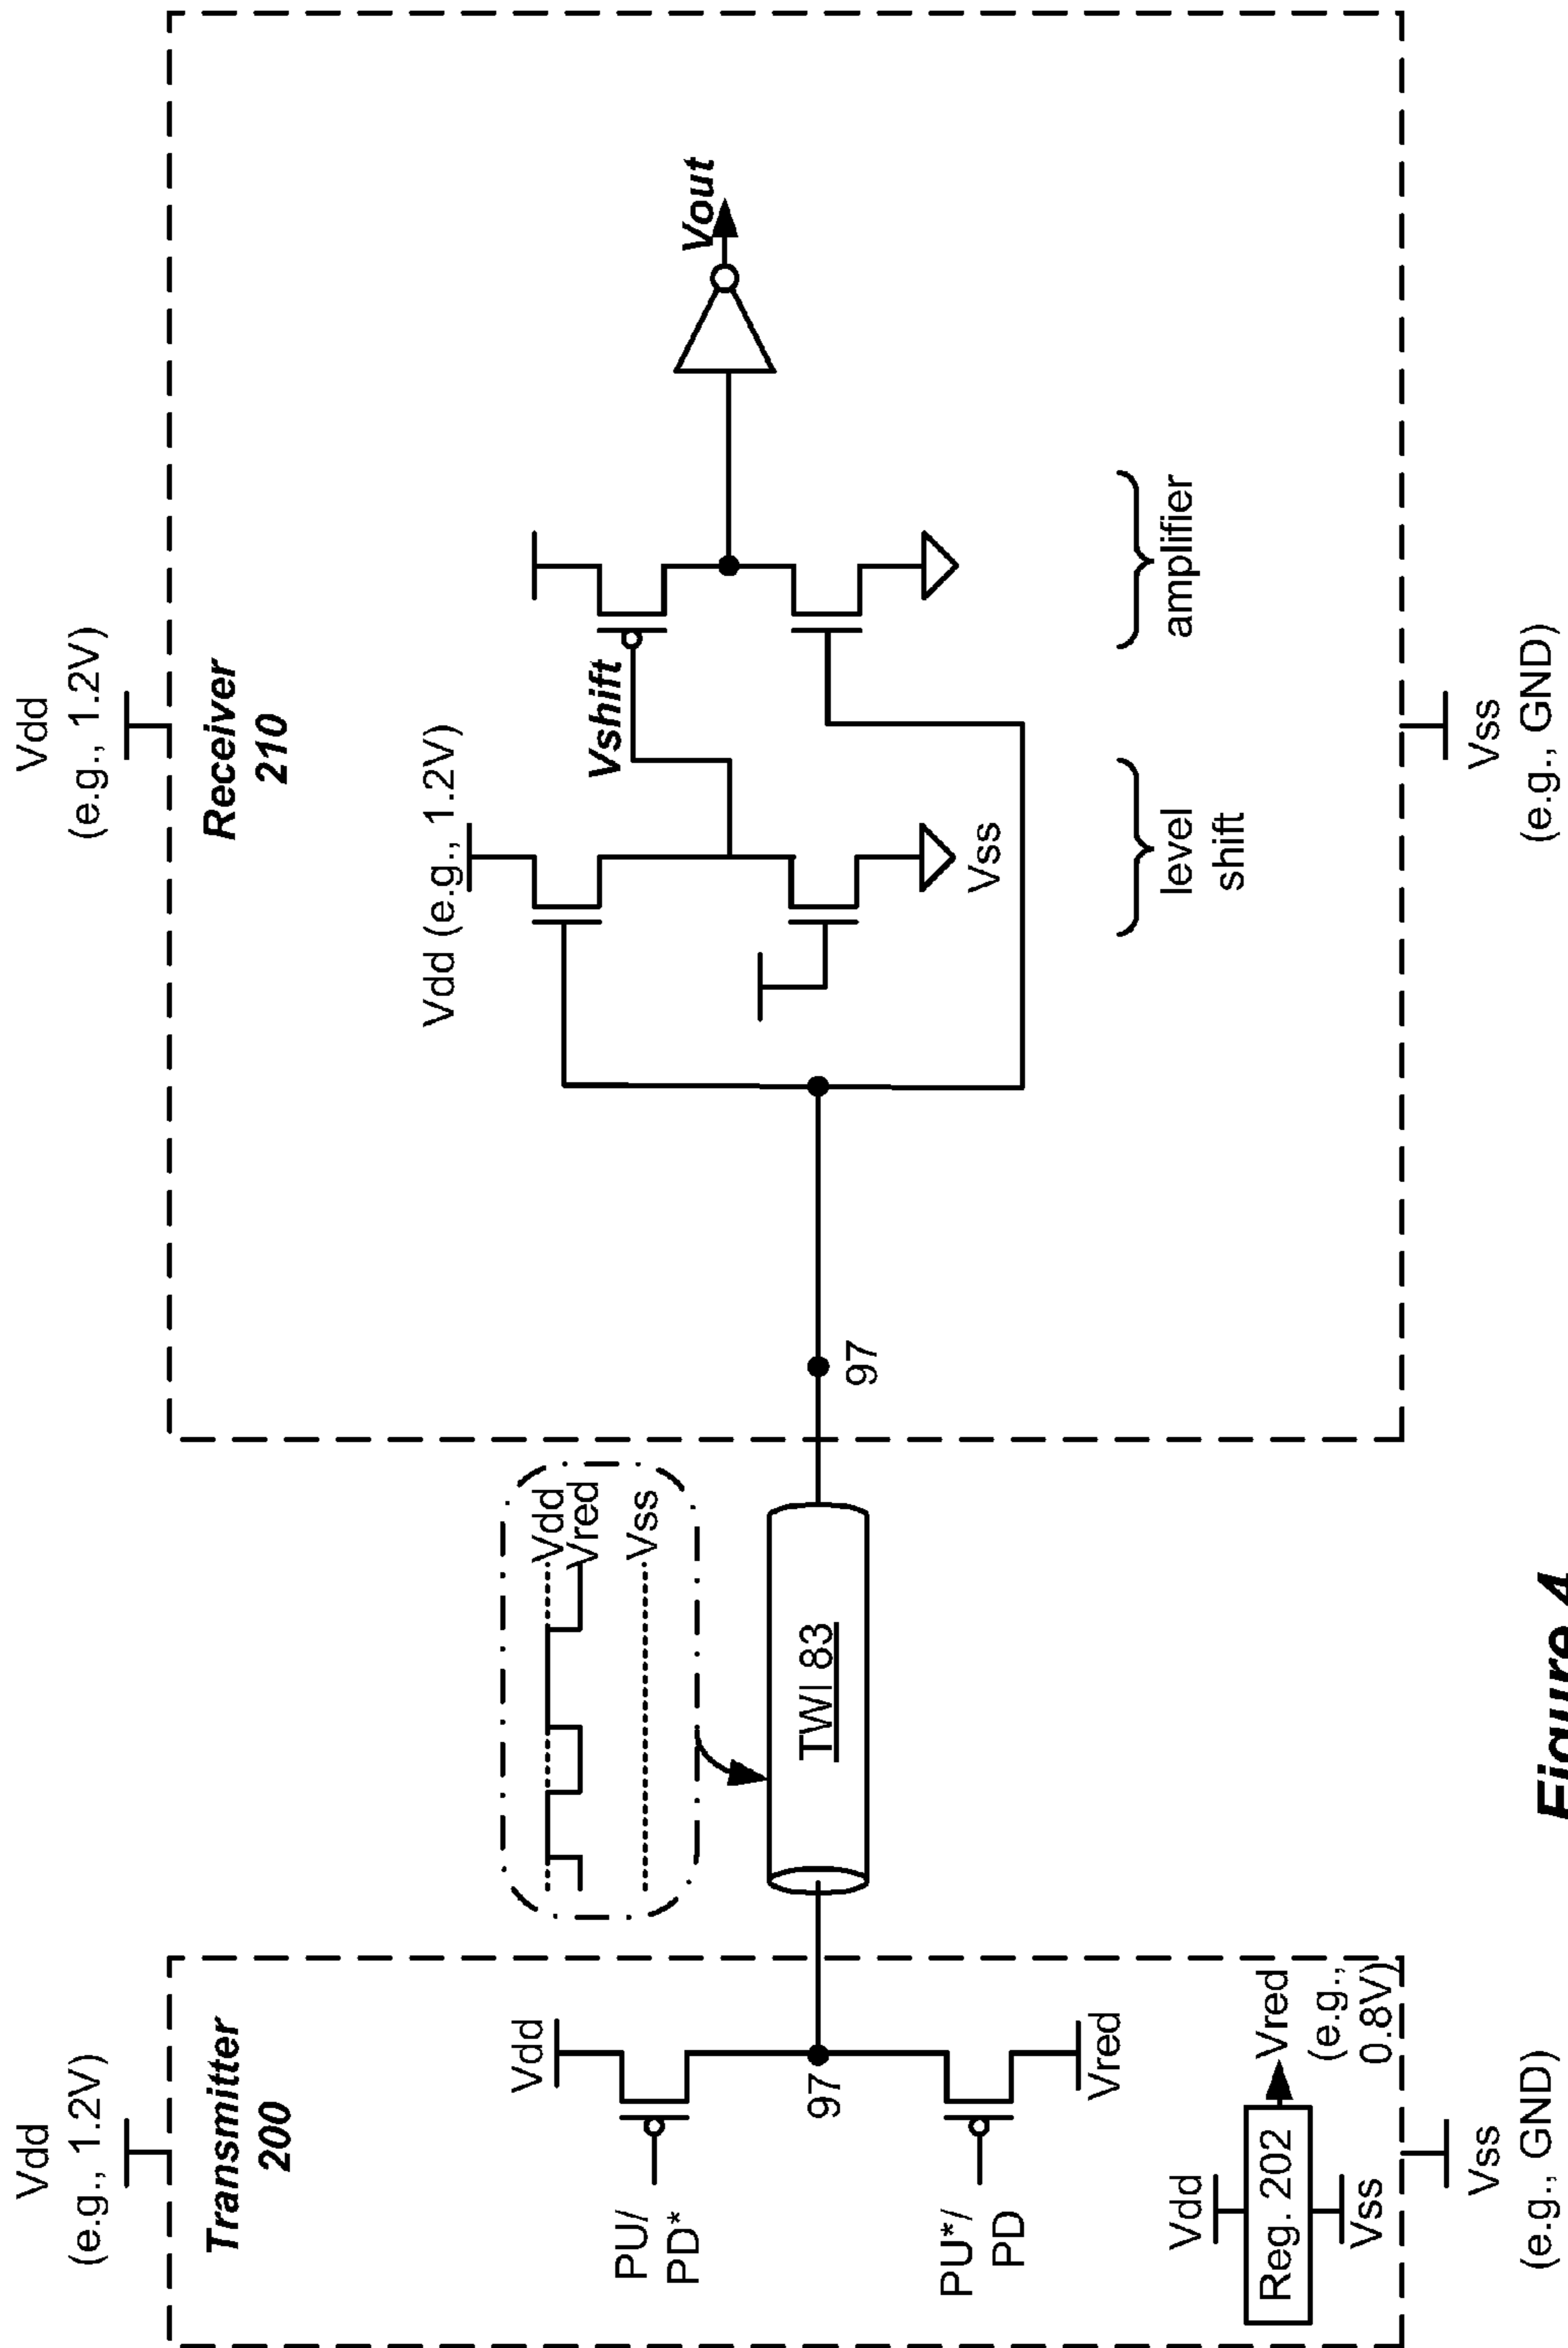 Vdd
(e.g., 1.2V)
Vdd
(e.g., 1.2V)
Transmitter
200
Receiver
210
Vdd
PU/
PD*
97
PU*/
PD
Vred
Vdd
Reg. 202
Vss
Vred
(e.g.,
0.8V)
Vdd
Vred
Vss
TWI 83
97
Vdd (e.g., 1.2V)
Vshift
Vss
Vout
level
shift
amplifier
Vss
(e.g., GND)
Vss
(e.g., GND)
Figure 4